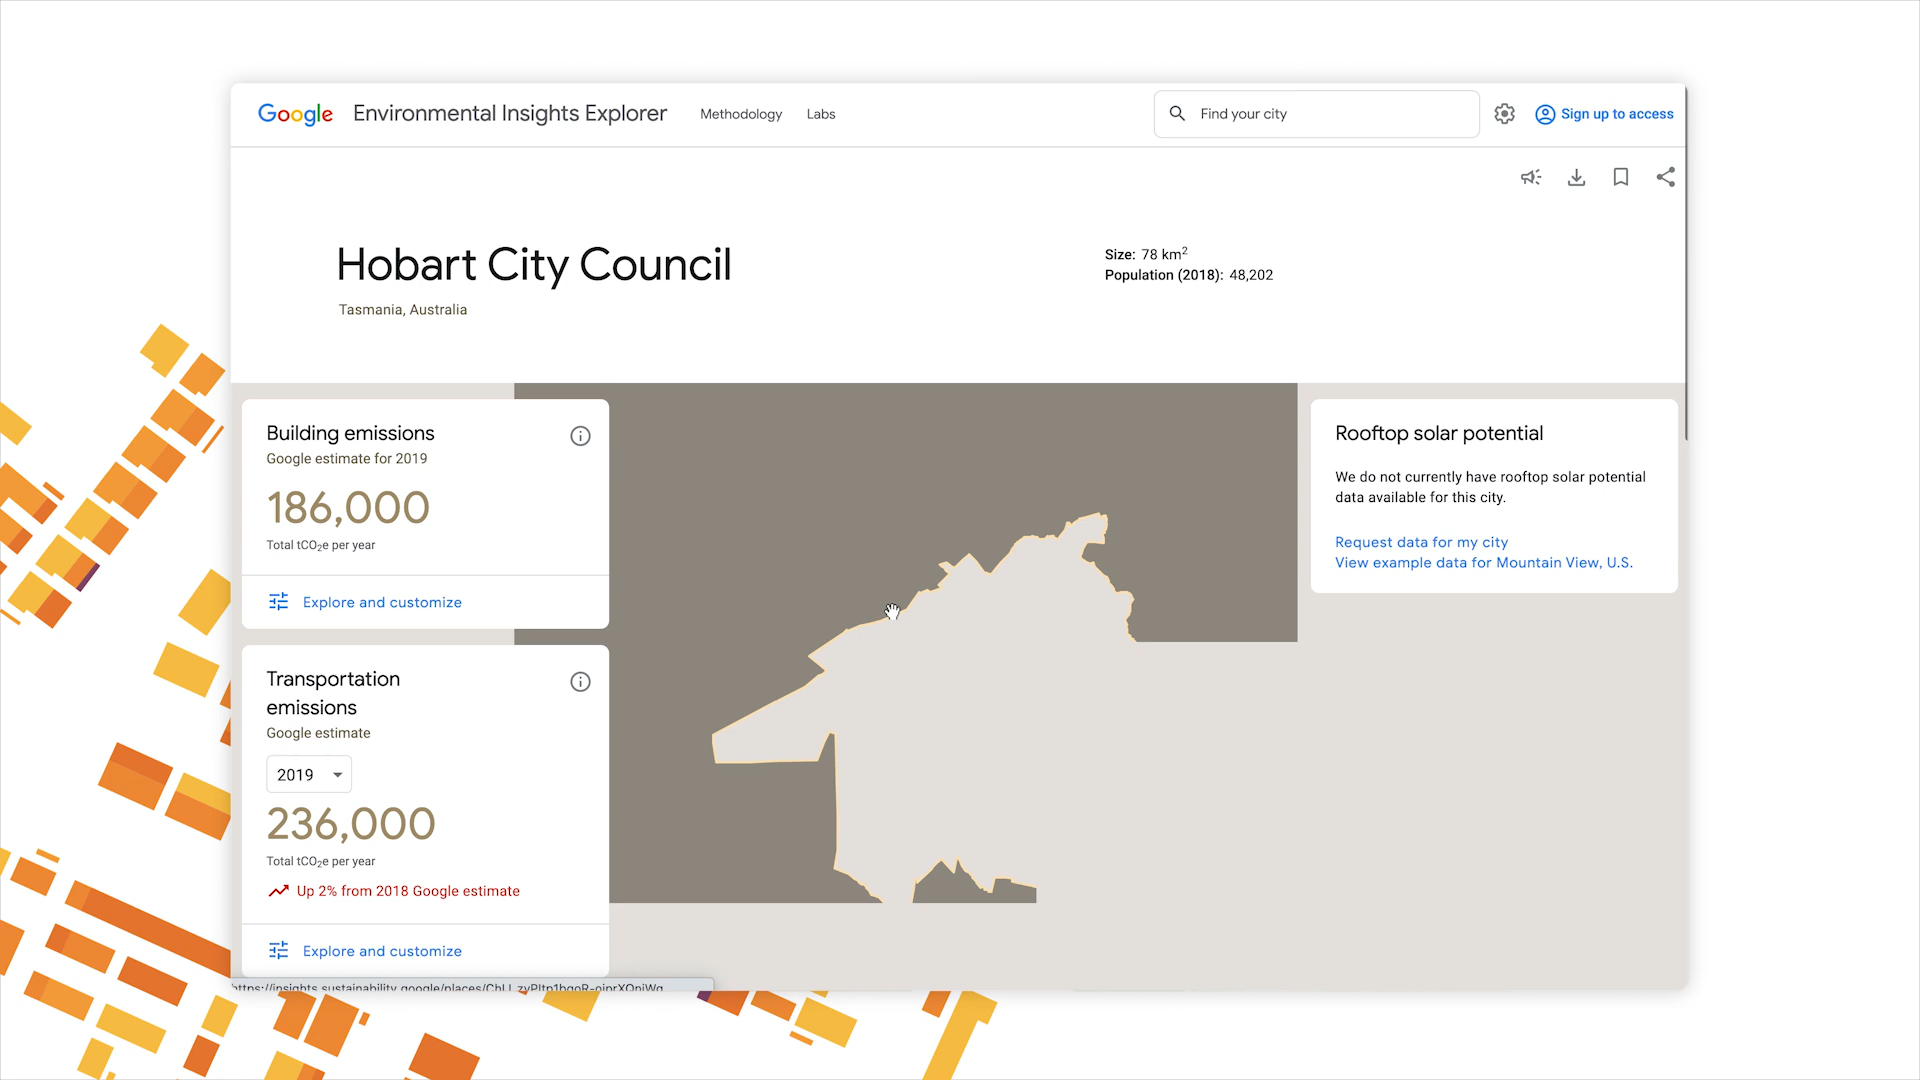 Google Environmental Insights Explorer Methodology Labs Find your city Sign up to access
Hobart City Council
Tasmania, Australia
Size: 78 km²
Population (2018): 48,202
Building emissions
Google estimate for 2019
186,000
Total tCO₂e per year
Explore and customize
Transportation
emissions
Google estimate
2019
236,000
Total tCO₂e per year
Up 2% from 2018 Google estimate
Explore and customize
Rooftop solar potential
We do not currently have rooftop solar potential
data available for this city.
Request data for my city
View example data for Mountain View, U.S.